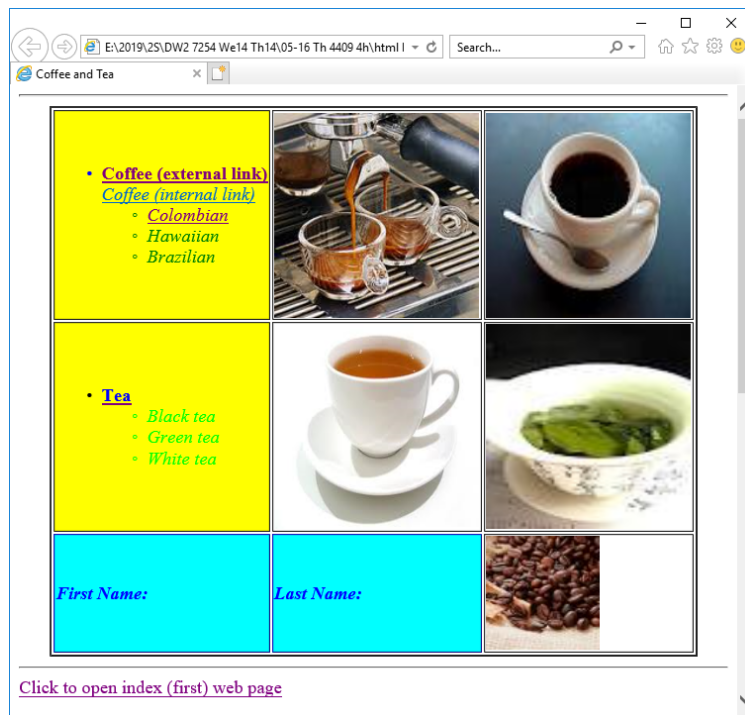 E:\2019\2S\DW2 7254 We14 Th14\05-16 Th 4409 4h\html
Search...
Coffee and Tea
• Coffee (external link)
Coffee (internal link)
◦ Colombian
◦ Hawaiian
◦ Brazilian
• Tea
◦ Black tea
◦ Green tea
◦ White tea
First Name:
Last Name:
Click to open index (first) web page